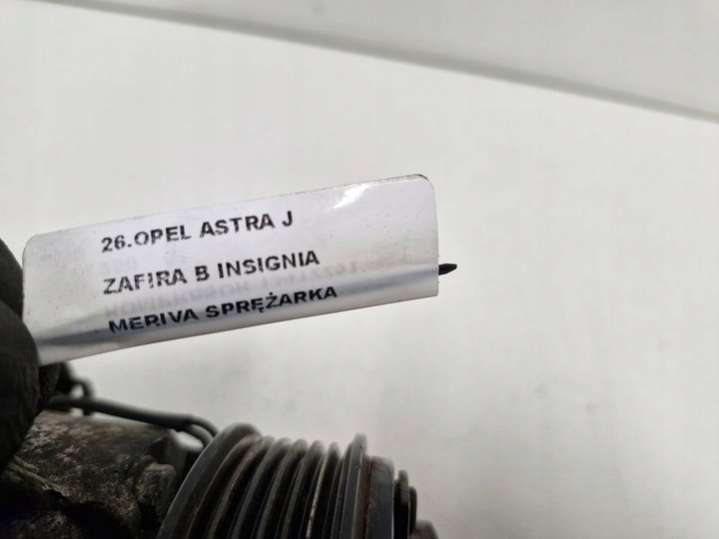 26.OPEL ASTRA J
ZAFIRA B INSIGNIA
MERIVA SPRĘŻARKA